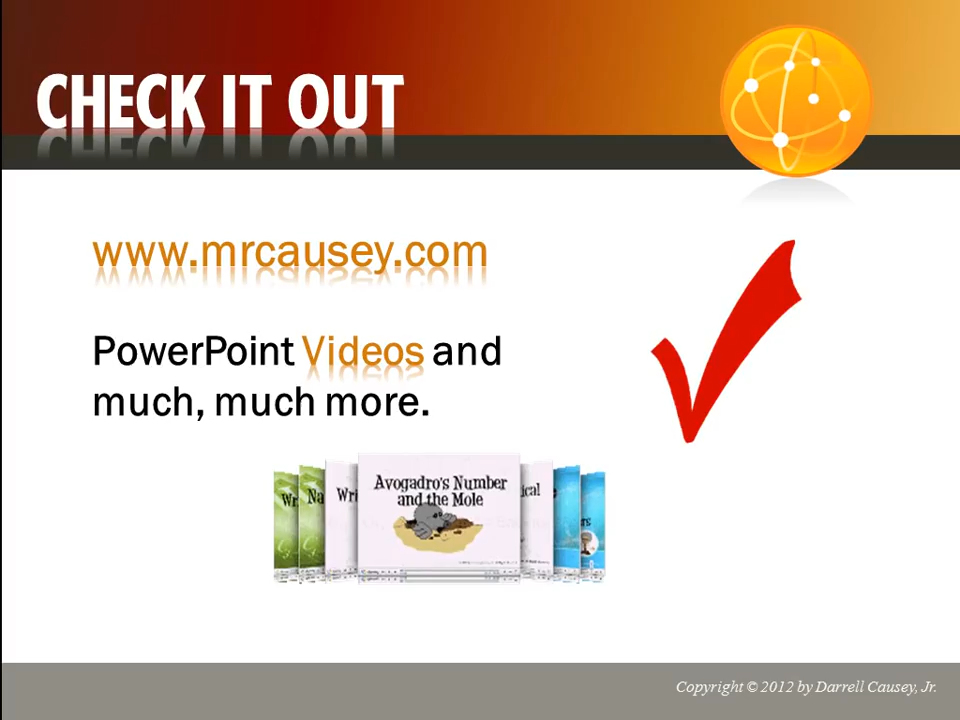 CHECK IT OUT
www.mrcausey.com
PowerPoint Videos and
much, much more.
Avogadro's Number
and the Mole
Copyright © 2012 by Darrell Causey, Jr.